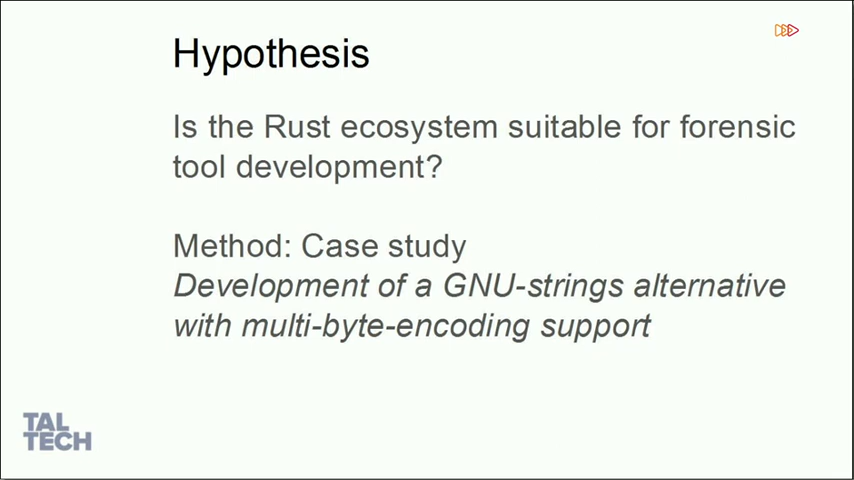 Hypothesis
Is the Rust ecosystem suitable for forensic
tool development?
Method: Case study
Development of a GNU-strings alternative
with multi-byte-encoding support
TAL
TECH